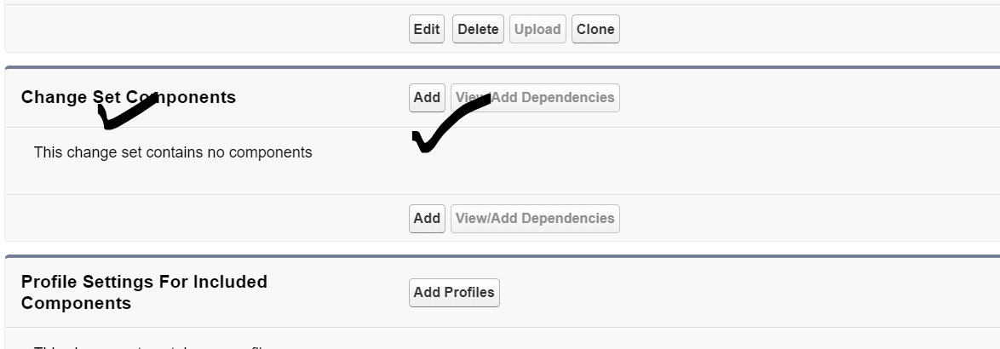 Edit Delete Upload Clone
Change Set Components Add View/Add Dependencies
This change set contains no components
Add View/Add Dependencies
Profile Settings For Included
Components
Add Profiles